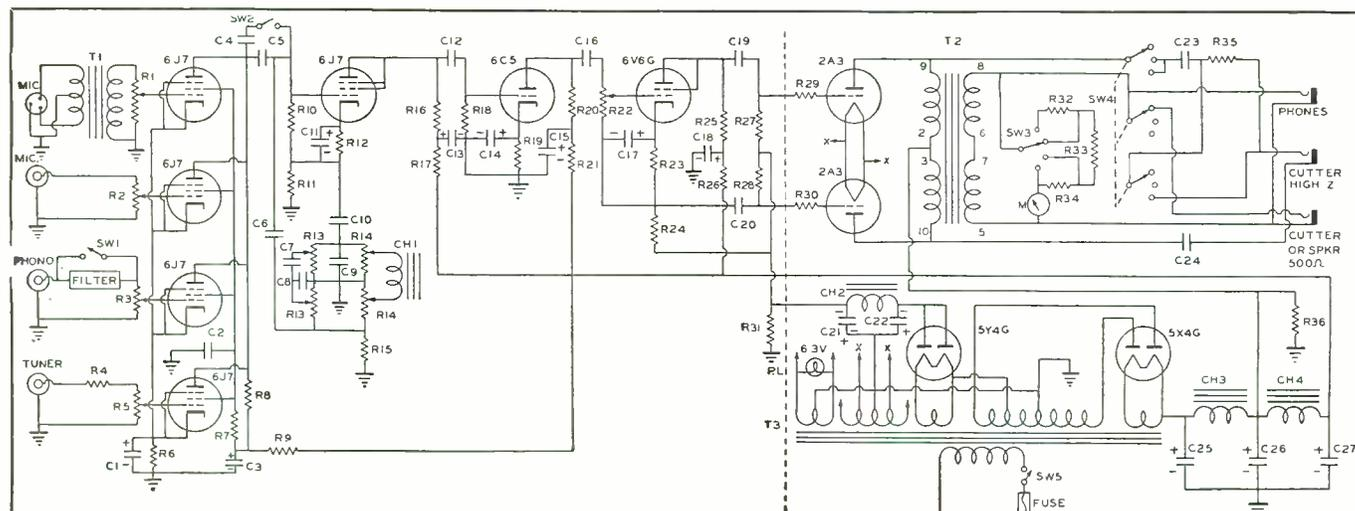 SW2
C4
C5
T1
R1
6J7
MIC.
R10
6J7
C11
R12
C12
R16
R18
6C5
C13
C14
R19
C15
R17
C16
R20
R22
6V6G
R21
C17
R23
R24
C19
R25
C18
R27
R26
R28
C20
R29
2A3
X
X
2A3
R30
T2
9
8
2
6
3
7
10
5
SW3
R32
R33
R34
M
SW4
C23
R35
PHONES
CUTTER
HIGH Z
CUTTER
OR SPKR
500Ω
C24
MIC.
R2
6J7
R11
C6
C10
R13
R14
CH1
C7
C9
C8
R13
R14
R15
PHONO
SW1
FILTER
R3
6J7
C2
TUNER
R4
R5
6J7
R8
R7
R6
C1
C3
R9
R31
CH2
C21
C22
5Y4G
5X4G
R36
6.3V
P.L.
X
X
T3
CH3
CH4
C25
C26
C27
SW5
FUSE